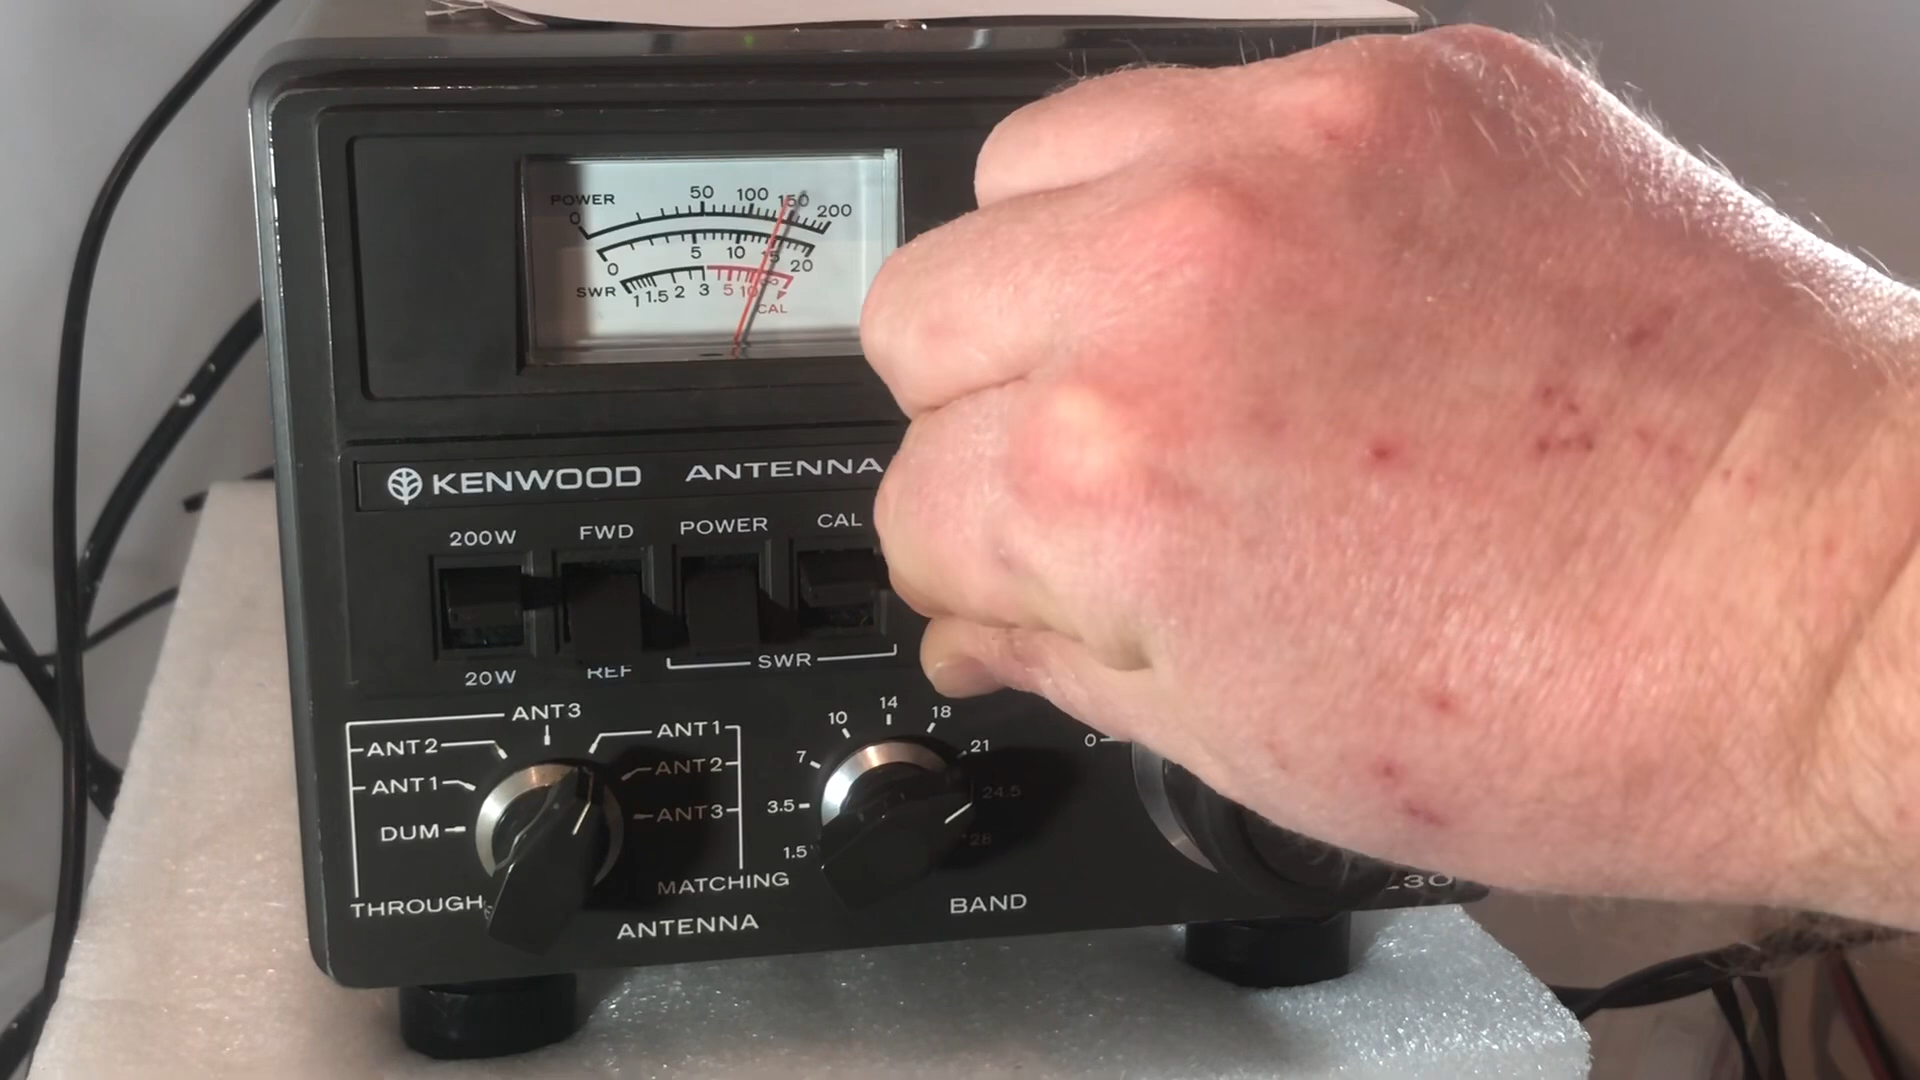 POWER 0 50 100 150 200
0 5 10 15 20
SWR 1 1.5 2 3 5 10
CAL
KENWOOD ANTENNA
200W FWD POWER CAL
20W REF SWR
ANT3
ANT2
ANT1
DUM
THROUGH
ANT1
ANT2
ANT3
MATCHING
ANTENNA
1.5 3.5 7 10 14 18 21 24.5 28
BAND
0
230